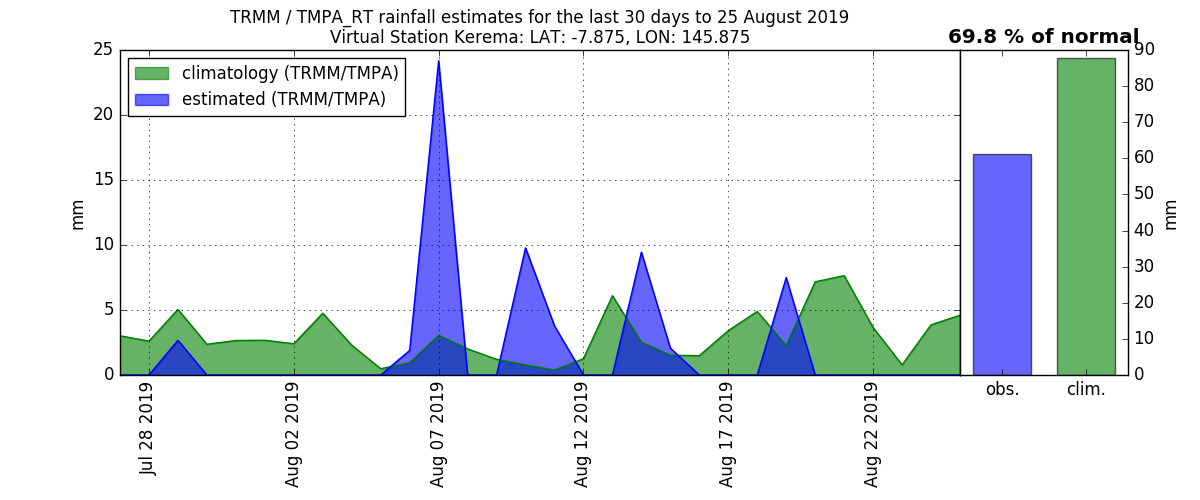 TRMM / TMPA_RT rainfall estimates for the last 30 days to 25 August 2019
Virtual Station Kerema: LAT: -7.875, LON: 145.875
69.8 % of normal
climatology (TRMM/TMPA)
estimated (TRMM/TMPA)
25
20
15
10
5
0
mm
Jul 28 2019
Aug 02 2019
Aug 07 2019
Aug 12 2019
Aug 17 2019
Aug 22 2019
obs.
clim.
90
80
70
60
50
40
30
20
10
0
mm